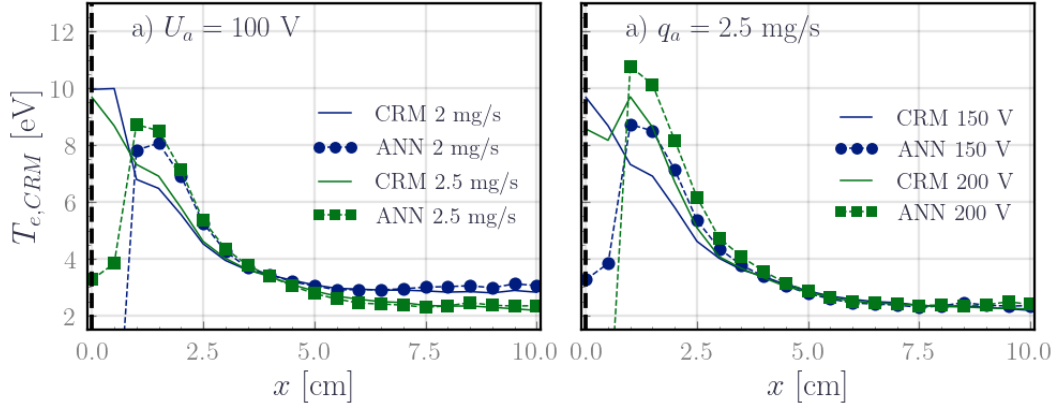 a) U_a = 100 V
T_{e,CRM} [eV]
12
10
8
6
4
2
CRM 2 mg/s
ANN 2 mg/s
CRM 2.5 mg/s
ANN 2.5 mg/s
0.0 2.5 5.0 7.5 10.0
x [cm]
a) q_a = 2.5 mg/s
CRM 150 V
ANN 150 V
CRM 200 V
ANN 200 V
0.0 2.5 5.0 7.5 10.0
x [cm]